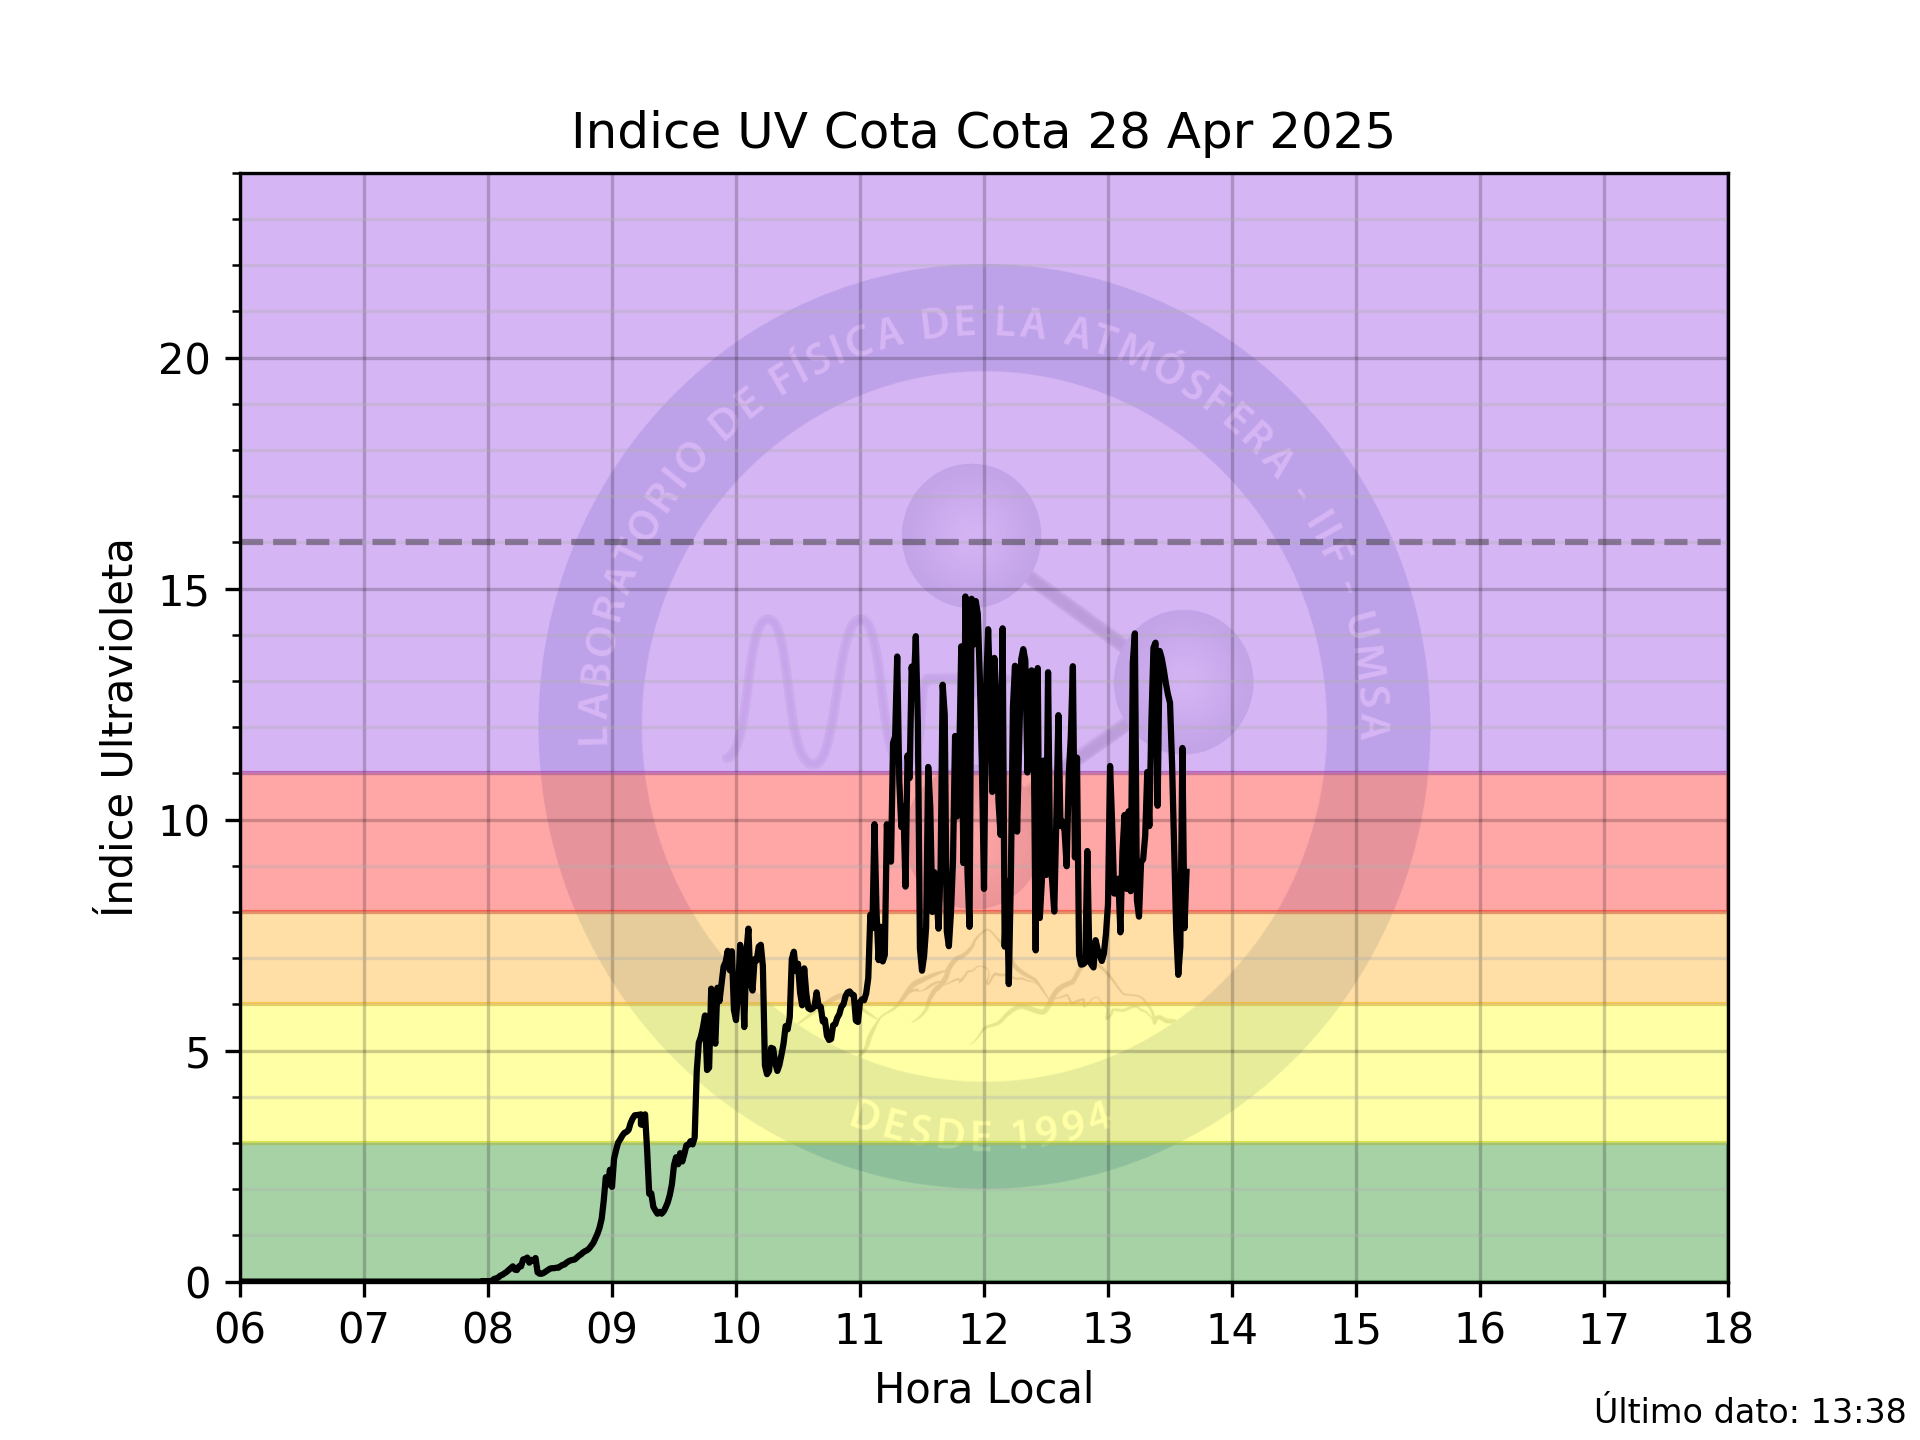 Indice UV Cota Cota 28 Apr 2025
Índice Ultravioleta
20
15
10
5
0
LABORATORIO DE FÍSICA DE LA ATMÓSFERA - IIF - UMSA
DESDE 1994
06 07 08 09 10 11 12 13 14 15 16 17 18
Hora Local
Último dato: 13:38